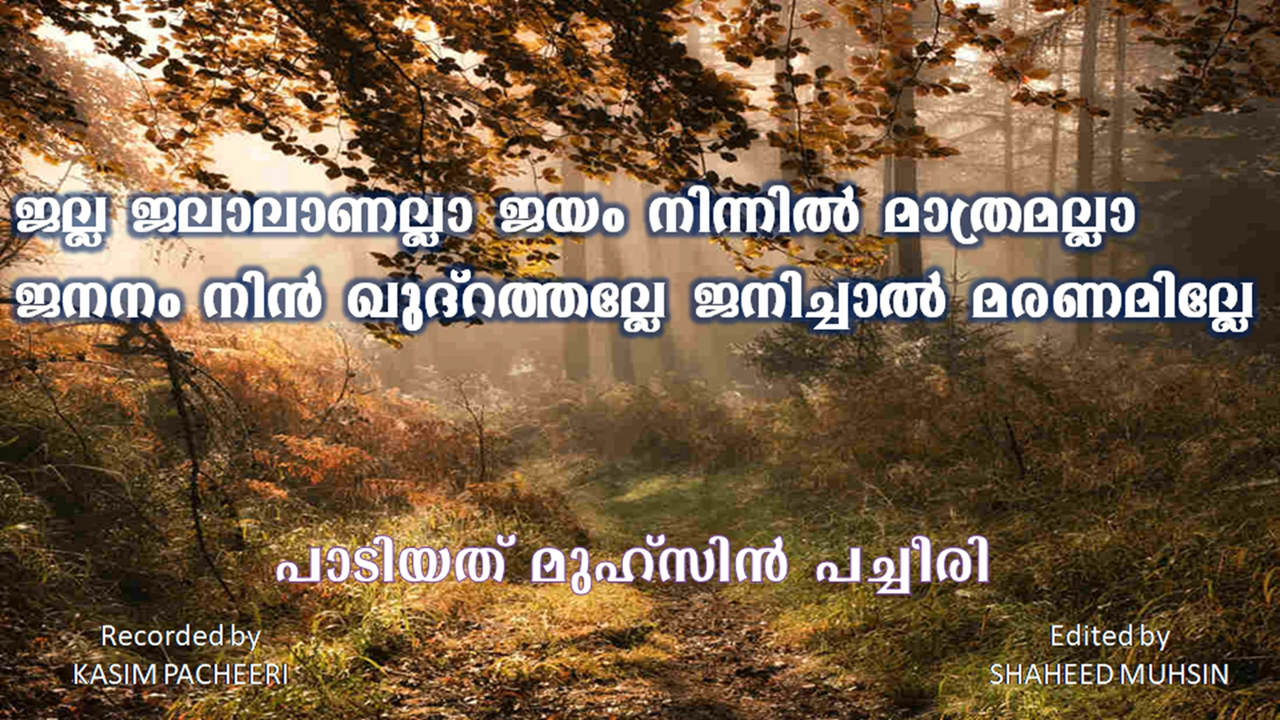 ജല്ല ജലാലാണല്ലാ ജയം നിന്നിൽ മാത്രമല്ലാ
ജനനം നിൻ ഖുദ്റത്തല്ലേ ജനിച്ചാൽ മരണമില്ലേ
പാടിയത് മുഹ്സിൻ പച്ചീരി
Recorded by
KASIM PACHEERI
Edited by
SHAHEED MUHSIN